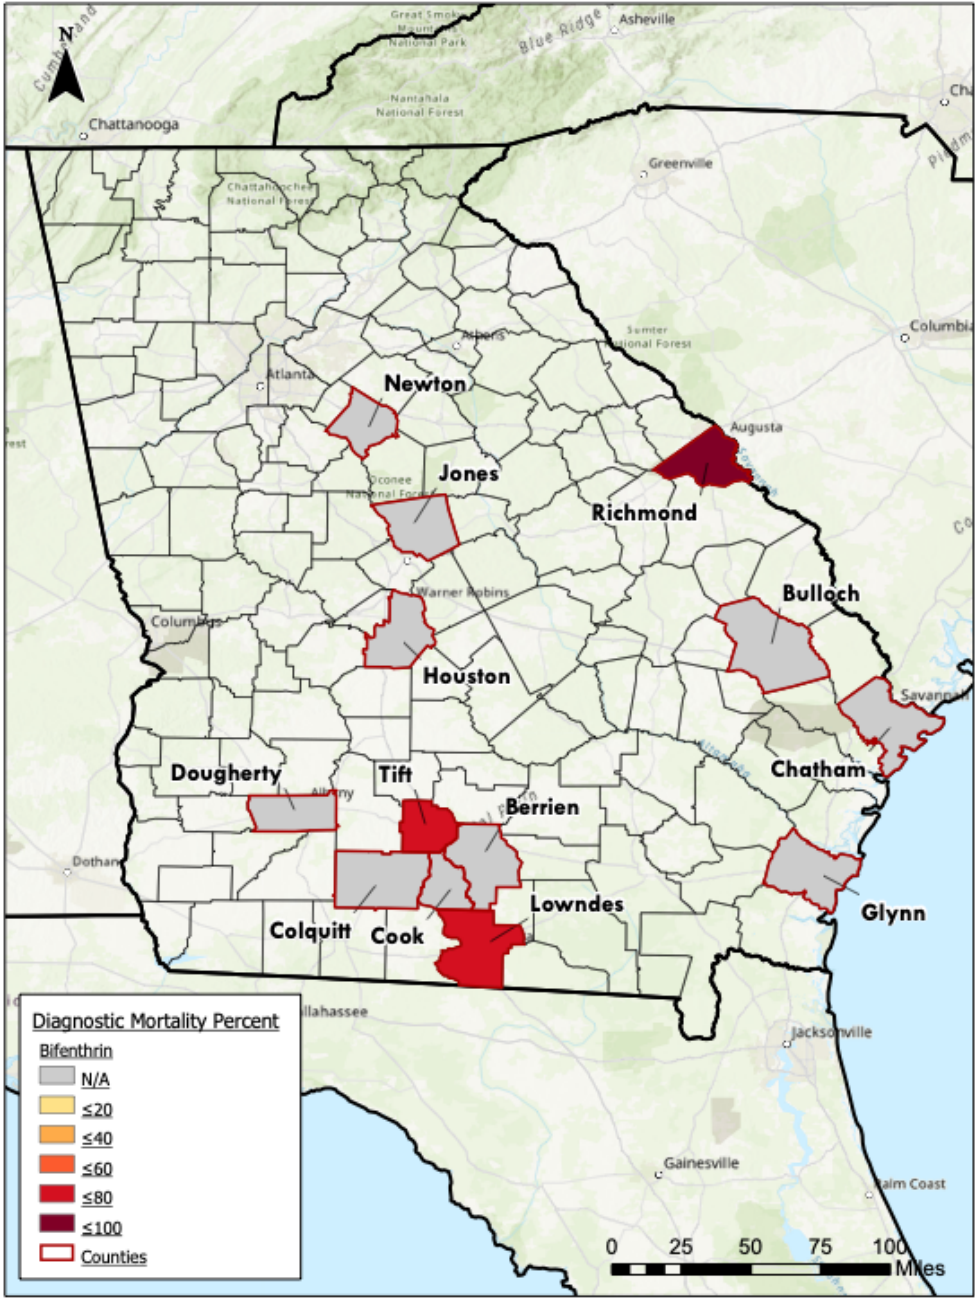 Great Smoky
Mountains
National Park
Asheville
Blue Ridge
Cumberland
N
Nantahala
National Forest
Chattanooga
Greenville
Chattahoochee
National Forest
Columbia
Sumter
National Forest
Athens
Atlanta
Newton
Augusta
Savannah
Jones
Oconee
National Forest
Richmond
Warner Robins
Bulloch
Columbus
Houston
Savannah
Altamaha
Chatham
Dougherty
Tift
Albany
Berrien
Dothan
Lowndes
Glynn
Colquitt
Cook
Diagnostic Mortality Percent
Bifenthrin
N/A
≤20
≤40
≤60
≤80
≤100
Counties
llahassee
Jacksonville
Gainesville
Palm Coast
0 25 50 75 100
Miles